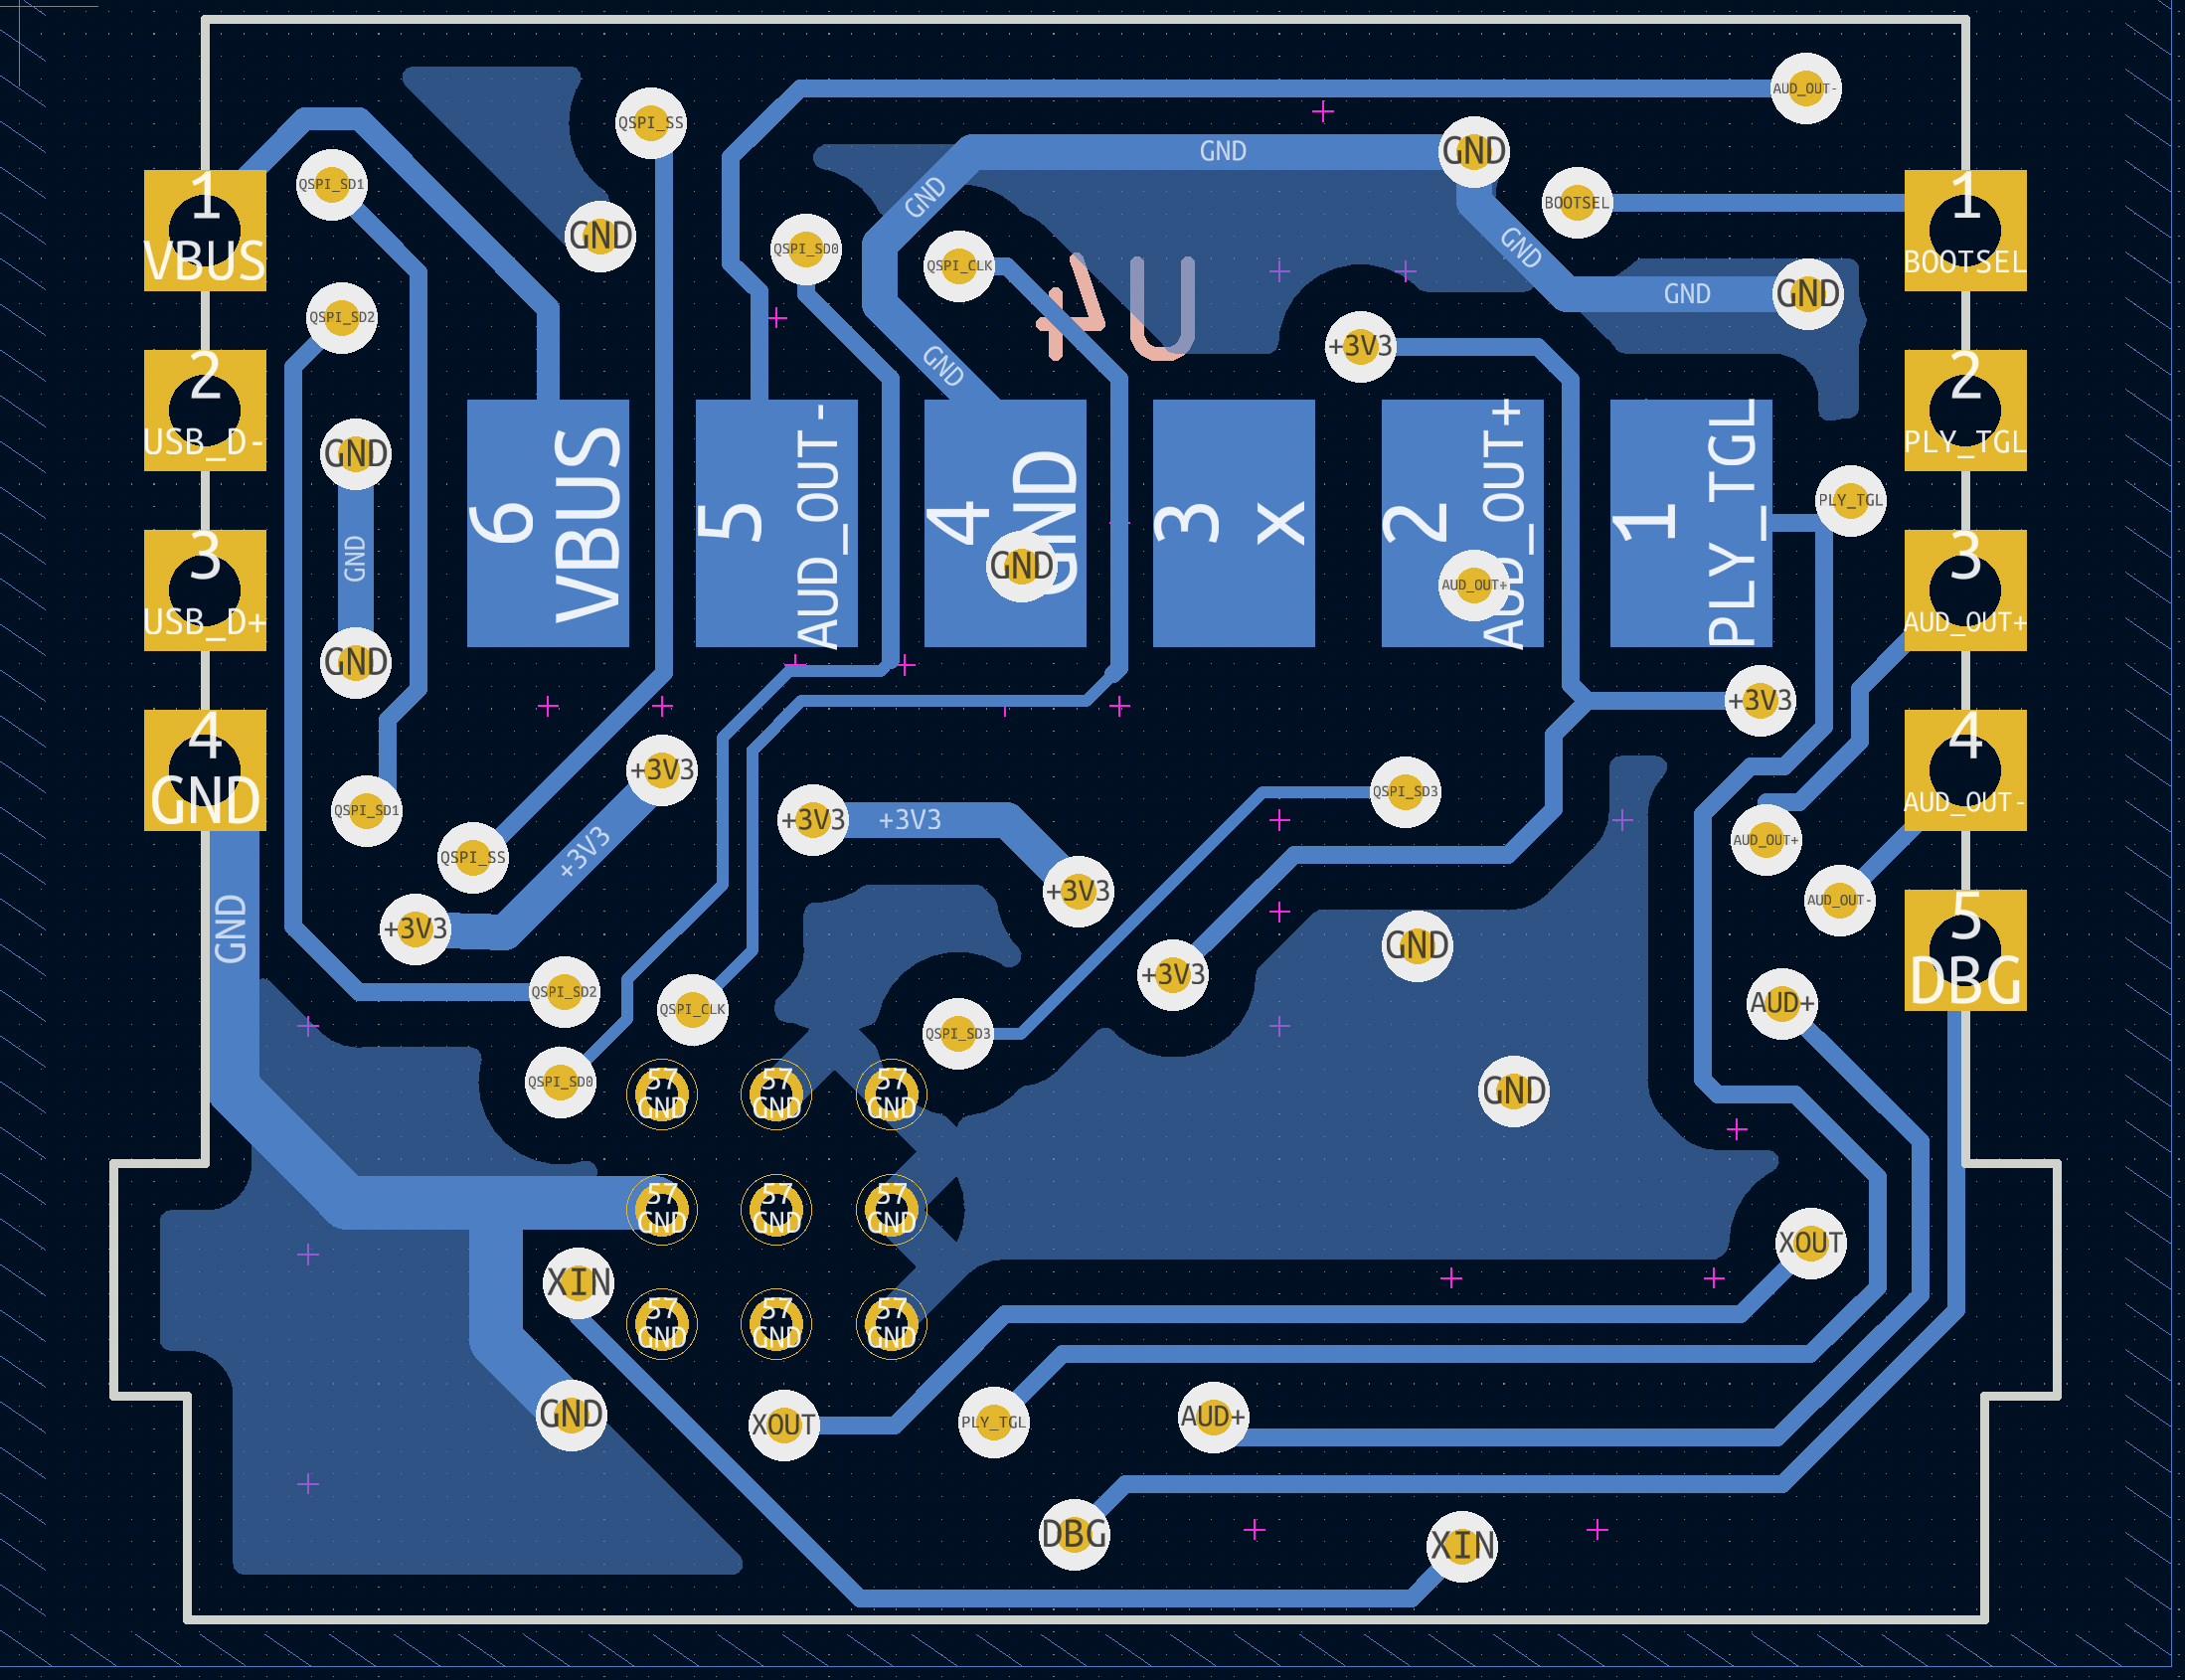 AUD_OUT-
QSPI_SS
GND
GND
1
VBUS
QSPI_SD1
GND
BOOTSEL
1
BOOTSEL
GND
QSPI_SD0
QSPI_CLK
GND
GND
GND
QSPI_SD2
U4
+3V3
GND
2
USB_D-
2
PLY_TGL
GND
6
VBUS
5
AUD_OUT-
4
GND
3
x
2
AUD_OUT+
1
PLY_TGL
PLY_TGL
GND
GND
AUD_OUT+
3
USB_D+
3
AUD_OUT+
GND
+3V3
4
GND
+3V3
4
AUD_OUT-
QSPI_SD1
+3V3
+3V3
QSPI_SD3
AUD_OUT+
QSPI_SS
+3V3
+3V3
AUD_OUT-
GND
+3V3
GND
5
DBG
QSPI_SD2
QSPI_CLK
QSPI_SD3
+3V3
AUD+
QSPI_SD0
57
GND
57
GND
57
GND
GND
57
GND
57
GND
57
GND
XOUT
XIN
57
GND
57
GND
57
GND
GND
XOUT
PLY_TGL
AUD+
DBG
XIN